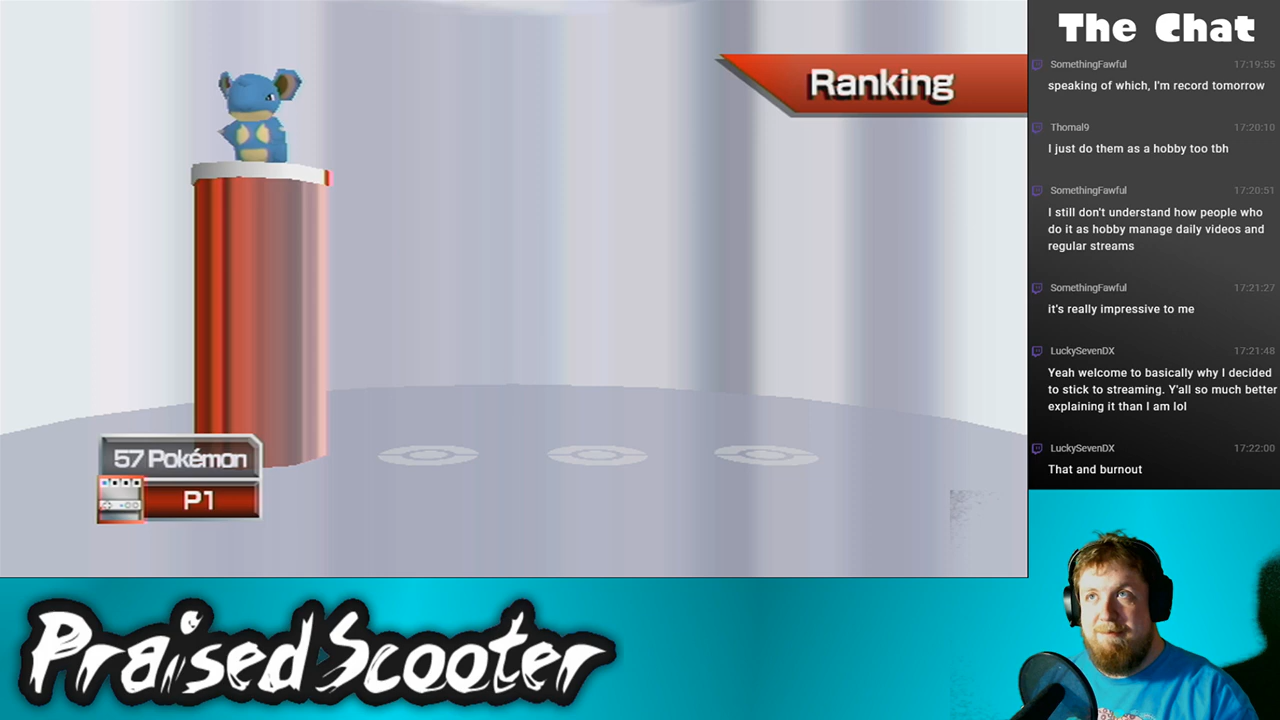 Ranking
57 Pokémon
P1
The Chat
SomethingFawful 17:19:55
speaking of which, I'm record tomorrow
Thomal9 17:20:10
I just do them as a hobby too tbh
SomethingFawful 17:20:51
I still don't understand how people who
do it as hobby manage daily videos and
regular streams
SomethingFawful 17:21:27
it's really impressive to me
LuckySevenDX 17:21:48
Yeah welcome to basically why I decided
to stick to streaming. Y'all so much better
explaining it than I am lol
LuckySevenDX 17:22:00
That and burnout
PraisedScooter